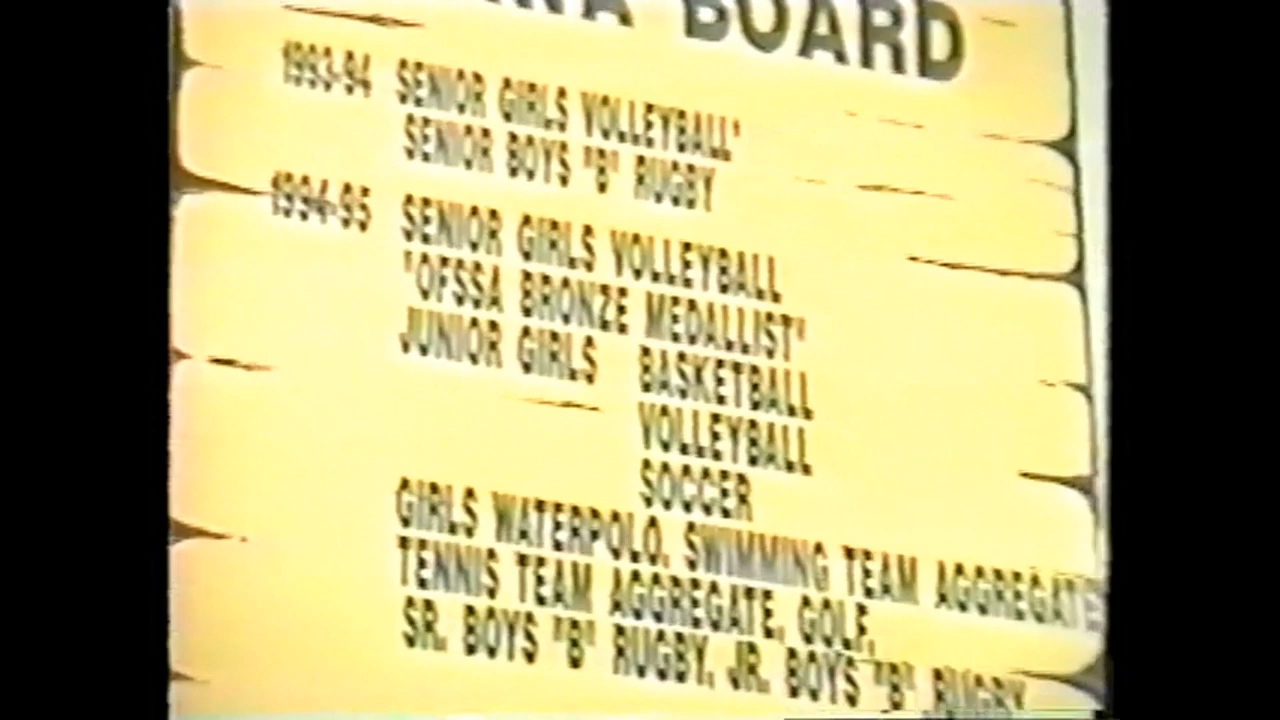 BOARD
1993-94 SENIOR GIRLS VOLLEYBALL"
SENIOR BOYS "B" RUGBY
1994-95 SENIOR GIRLS VOLLEYBALL
"OFSSA BRONZE MEDALLIST"
JUNIOR GIRLS BASKETBALL
VOLLEYBALL
SOCCER
GIRLS WATERPOLO, SWIMMING TEAM AGGREGATE
TENNIS TEAM AGGREGATE, GOLF,
SR. BOYS "B" RUGBY, JR. BOYS "B" RUGBY